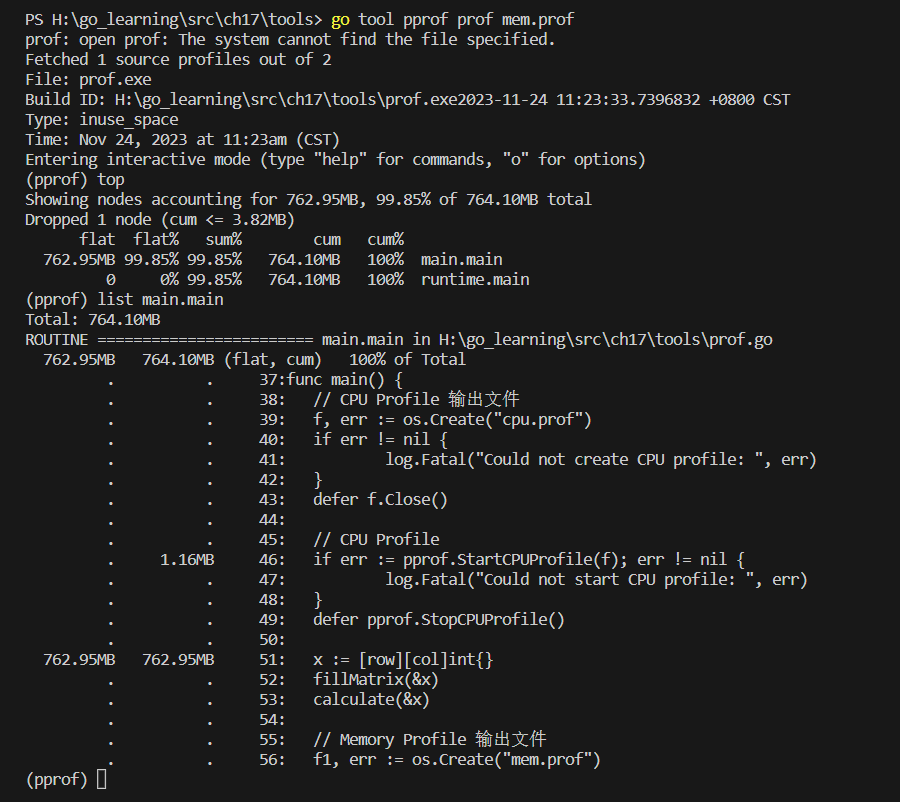 PS H:\go_learning\src\ch17\tools> go tool pprof prof mem.prof
prof: open prof: The system cannot find the file specified.
Fetched 1 source profiles out of 2
File: prof.exe
Build ID: H:\go_learning\src\ch17\tools\prof.exe2023-11-24 11:23:33.7396832 +0800 CST
Type: inuse_space
Time: Nov 24, 2023 at 11:23am (CST)
Entering interactive mode (type "help" for commands, "o" for options)
(pprof) top
Showing nodes accounting for 762.95MB, 99.85% of 764.10MB total
Dropped 1 node (cum <= 3.82MB)
      flat  flat%   sum%        cum   cum%
  762.95MB 99.85% 99.85%   764.10MB   100%  main.main
         0     0% 99.85%   764.10MB   100%  runtime.main
(pprof) list main.main
Total: 764.10MB
ROUTINE ======================== main.main in H:\go_learning\src\ch17\tools\prof.go
  762.95MB   764.10MB (flat, cum)   100% of Total
         .          .     37:func main() {
         .          .     38:	// CPU Profile 输出文件
         .          .     39:	f, err := os.Create("cpu.prof")
         .          .     40:	if err != nil {
         .          .     41:		log.Fatal("Could not create CPU profile: ", err)
         .          .     42:	}
         .          .     43:	defer f.Close()
         .          .     44:
         .          .     45:	// CPU Profile
         .     1.16MB     46:	if err := pprof.StartCPUProfile(f); err != nil {
         .          .     47:		log.Fatal("Could not start CPU profile: ", err)
         .          .     48:	}
         .          .     49:	defer pprof.StopCPUProfile()
         .          .     50:
  762.95MB   762.95MB     51:	x := [row][col]int{}
         .          .     52:	fillMatrix(&x)
         .          .     53:	calculate(&x)
         .          .     54:
         .          .     55:	// Memory Profile 输出文件
         .          .     56:	f1, err := os.Create("mem.prof")
(pprof)